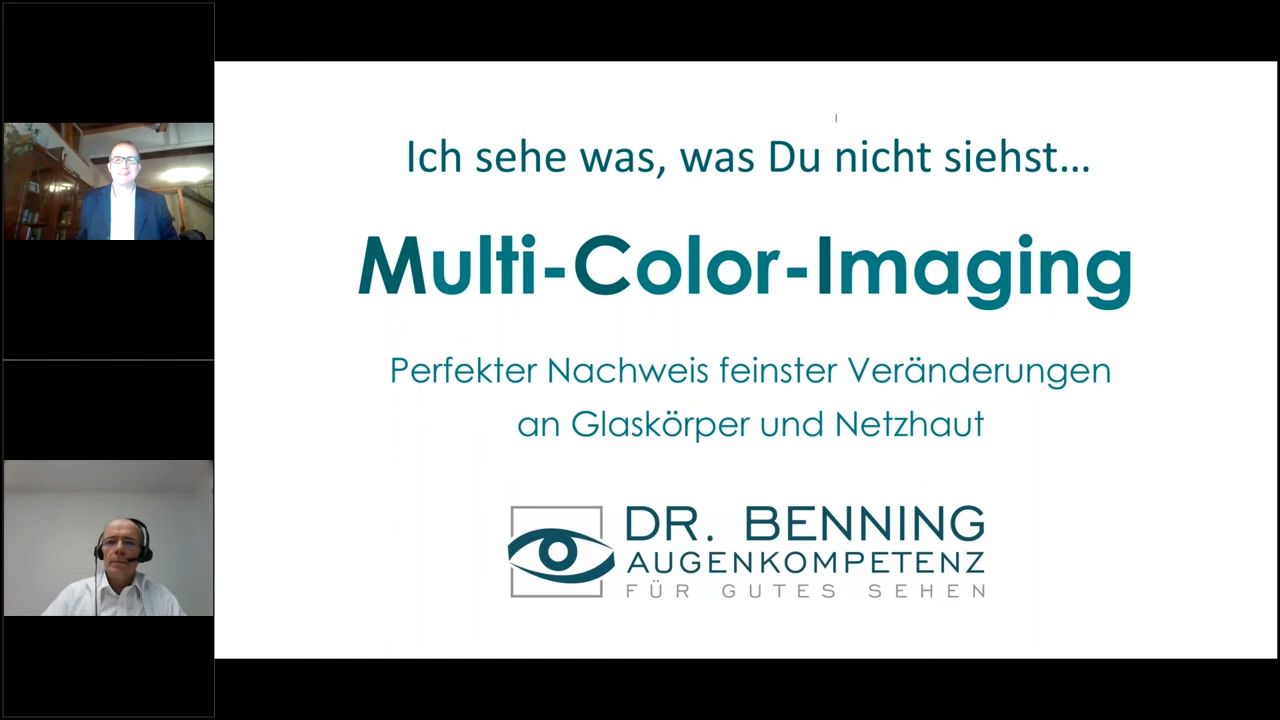 Ich sehe was, was Du nicht siehst...
Multi-Color-Imaging
Perfekter Nachweis feinster Veränderungen
an Glaskörper und Netzhaut
DR. BENNING
AUGENKOMPETENZ
FÜR GUTES SEHEN